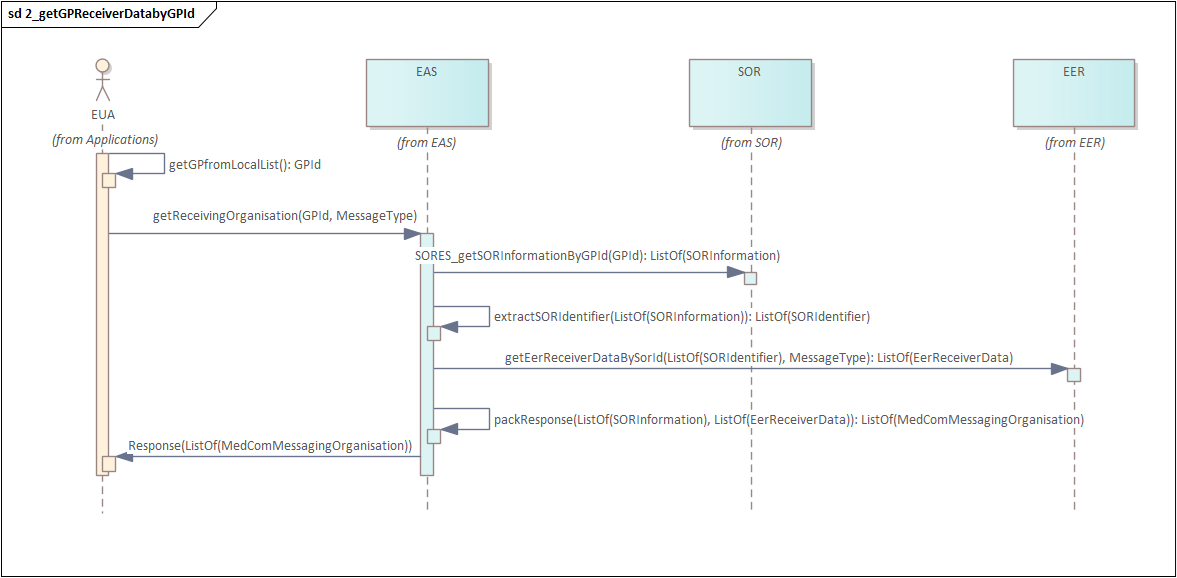 sd 2_getGPReceiverDatabyGPId
EAS
SOR
EER
EUA
(from Applications)
(from EAS)
(from SOR)
(from EER)
getGPfromLocalList(): GPId
getReceivingOrganisation(GPId, MessageType)
SORES_getSORInformationByGPId(GPId): ListOf(SORInformation)
extractSORIdentifier(ListOf(SORInformation)): ListOf(SORIdentifier)
getEerReceiverDataBySorId(ListOf(SORIdentifier), MessageType): ListOf(EerReceiverData)
packResponse(ListOf(SORInformation), ListOf(EerReceiverData)): ListOf(MedComMessagingOrganisation)
Response(ListOf(MedComMessagingOrganisation))